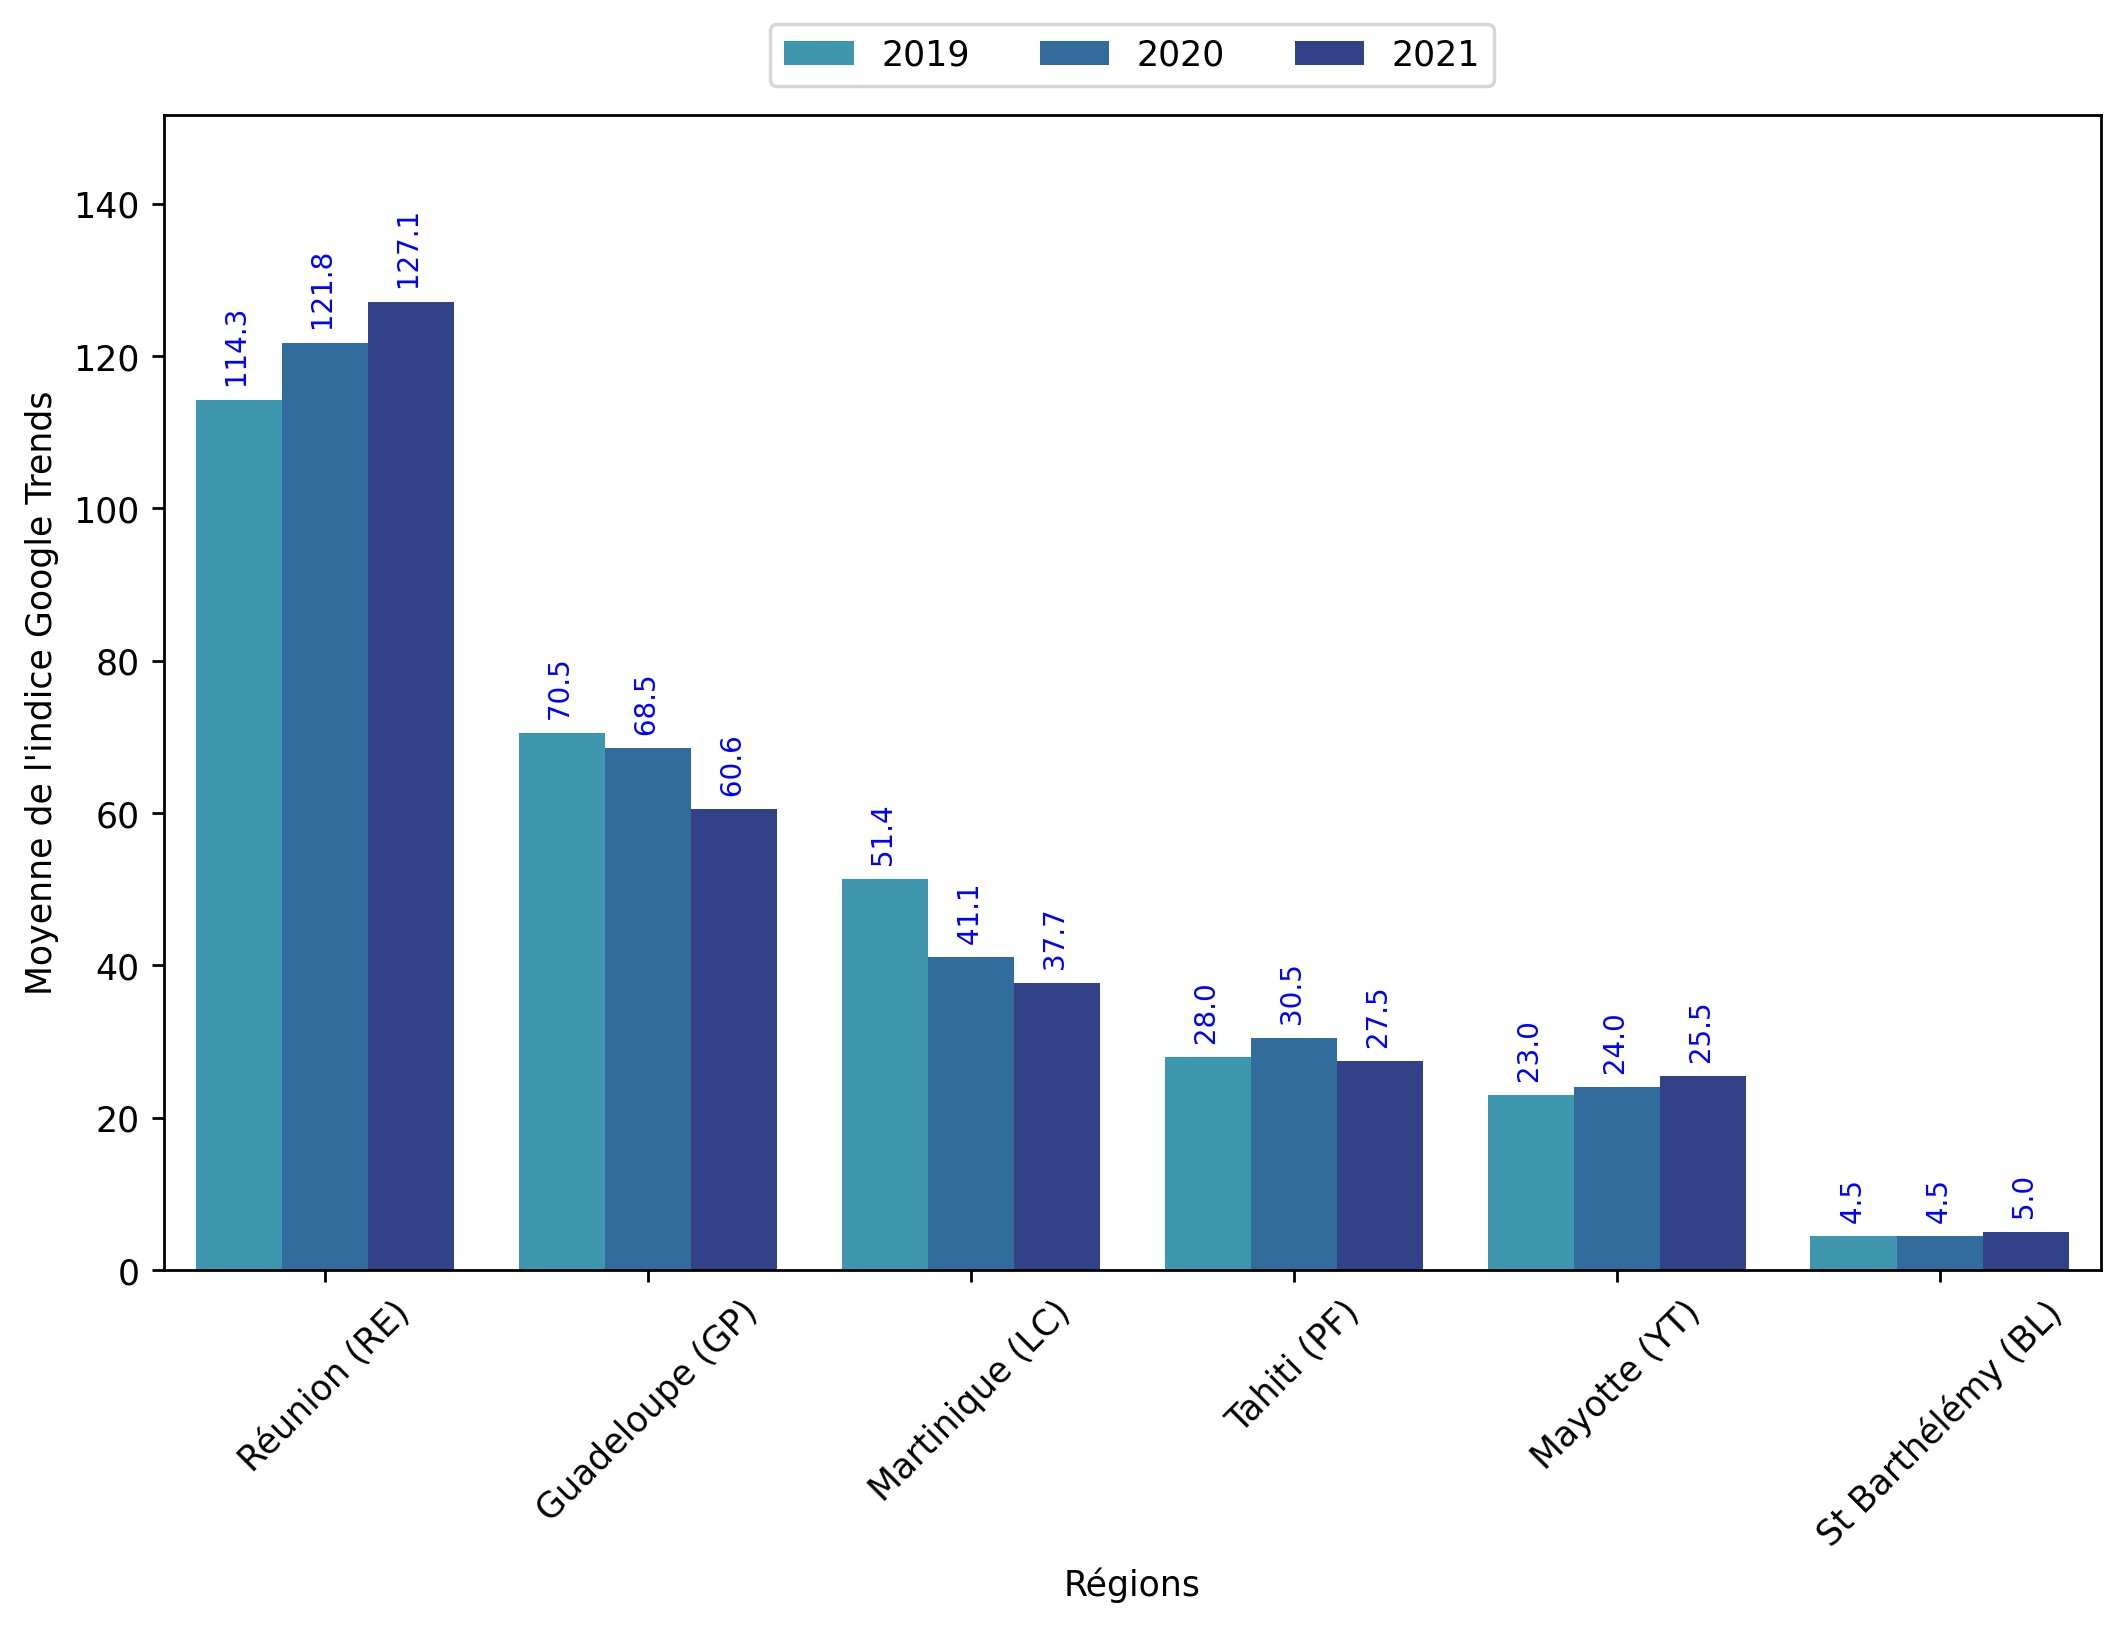 2019 2020 2021
Moyenne de l'indice Google Trends
140
120
100
80
60
40
20
0
114.3 121.8 127.1
70.5 68.5 60.6
51.4 41.1 37.7
28.0 30.5 27.5
23.0 24.0 25.5
4.5 4.5 5.0
Réunion (RE)
Guadeloupe (GP)
Martinique (LC)
Tahiti (PF)
Mayotte (YT)
St Barthélémy (BL)
Régions